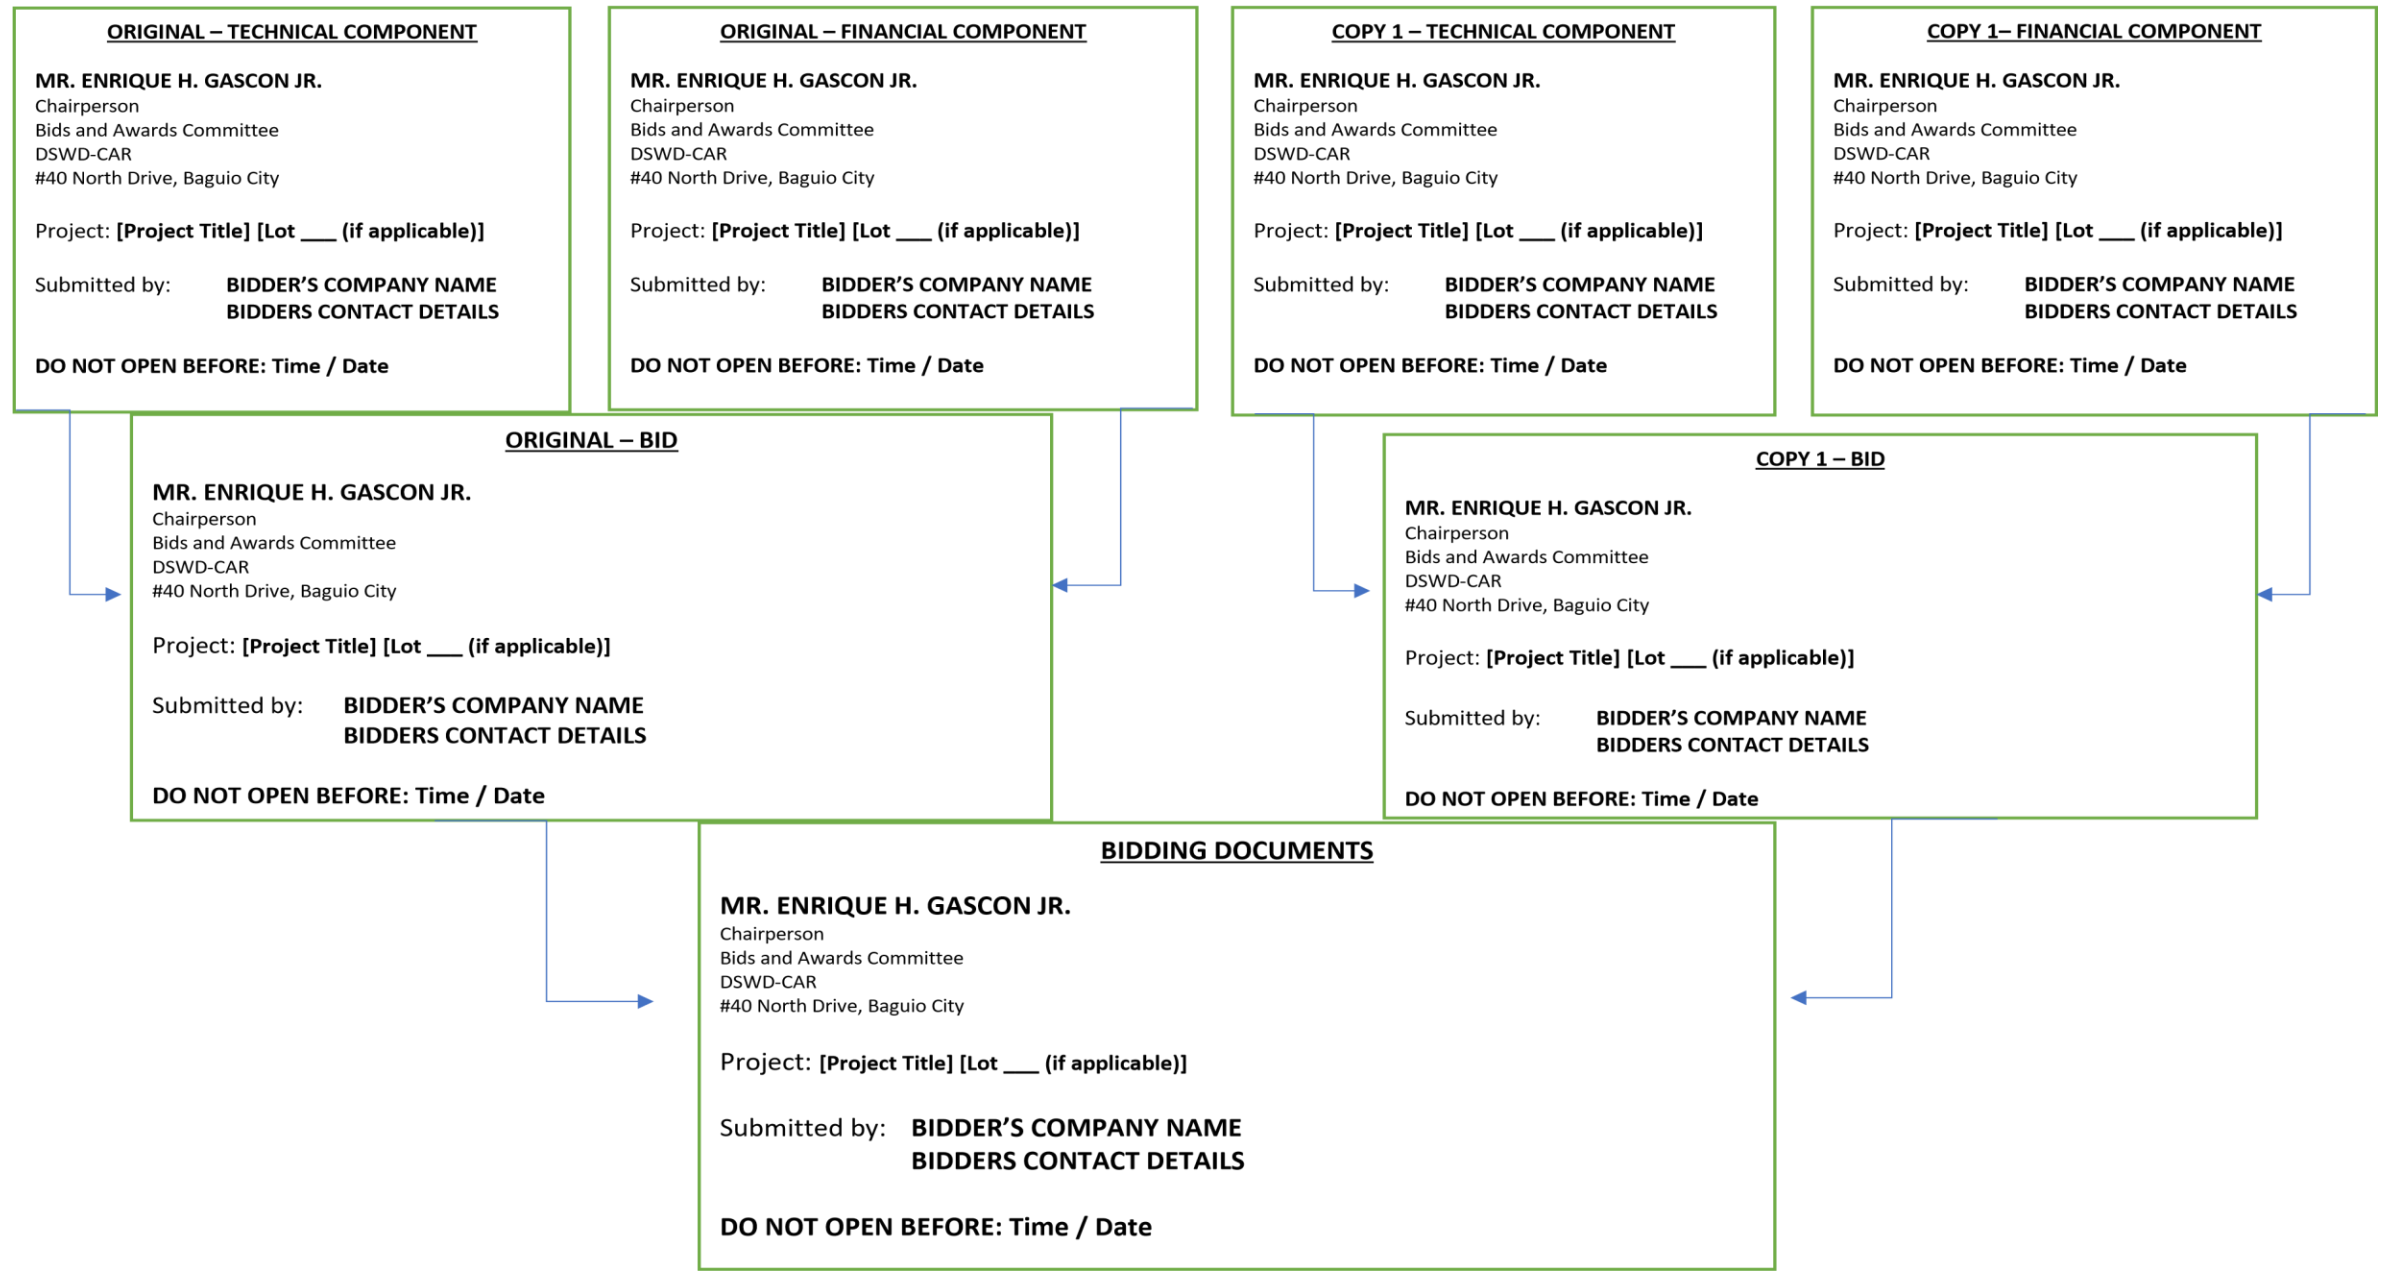 ORIGINAL – TECHNICAL COMPONENT
MR. ENRIQUE H. GASCON JR.
Chairperson
Bids and Awards Committee
DSWD-CAR
#40 North Drive, Baguio City
Project: [Project Title] [Lot ___ (if applicable)]
Submitted by: BIDDER’S COMPANY NAME
BIDDERS CONTACT DETAILS
DO NOT OPEN BEFORE: Time / Date
ORIGINAL – FINANCIAL COMPONENT
MR. ENRIQUE H. GASCON JR.
Chairperson
Bids and Awards Committee
DSWD-CAR
#40 North Drive, Baguio City
Project: [Project Title] [Lot ___ (if applicable)]
Submitted by: BIDDER’S COMPANY NAME
BIDDERS CONTACT DETAILS
DO NOT OPEN BEFORE: Time / Date
COPY 1 – TECHNICAL COMPONENT
MR. ENRIQUE H. GASCON JR.
Chairperson
Bids and Awards Committee
DSWD-CAR
#40 North Drive, Baguio City
Project: [Project Title] [Lot ___ (if applicable)]
Submitted by: BIDDER’S COMPANY NAME
BIDDERS CONTACT DETAILS
DO NOT OPEN BEFORE: Time / Date
COPY 1– FINANCIAL COMPONENT
MR. ENRIQUE H. GASCON JR.
Chairperson
Bids and Awards Committee
DSWD-CAR
#40 North Drive, Baguio City
Project: [Project Title] [Lot ___ (if applicable)]
Submitted by: BIDDER’S COMPANY NAME
BIDDERS CONTACT DETAILS
DO NOT OPEN BEFORE: Time / Date
ORIGINAL – BID
MR. ENRIQUE H. GASCON JR.
Chairperson
Bids and Awards Committee
DSWD-CAR
#40 North Drive, Baguio City
Project: [Project Title] [Lot ___ (if applicable)]
Submitted by: BIDDER’S COMPANY NAME
BIDDERS CONTACT DETAILS
DO NOT OPEN BEFORE: Time / Date
COPY 1 – BID
MR. ENRIQUE H. GASCON JR.
Chairperson
Bids and Awards Committee
DSWD-CAR
#40 North Drive, Baguio City
Project: [Project Title] [Lot ___ (if applicable)]
Submitted by: BIDDER’S COMPANY NAME
BIDDERS CONTACT DETAILS
DO NOT OPEN BEFORE: Time / Date
BIDDING DOCUMENTS
MR. ENRIQUE H. GASCON JR.
Chairperson
Bids and Awards Committee
DSWD-CAR
#40 North Drive, Baguio City
Project: [Project Title] [Lot ___ (if applicable)]
Submitted by: BIDDER’S COMPANY NAME
BIDDERS CONTACT DETAILS
DO NOT OPEN BEFORE: Time / Date